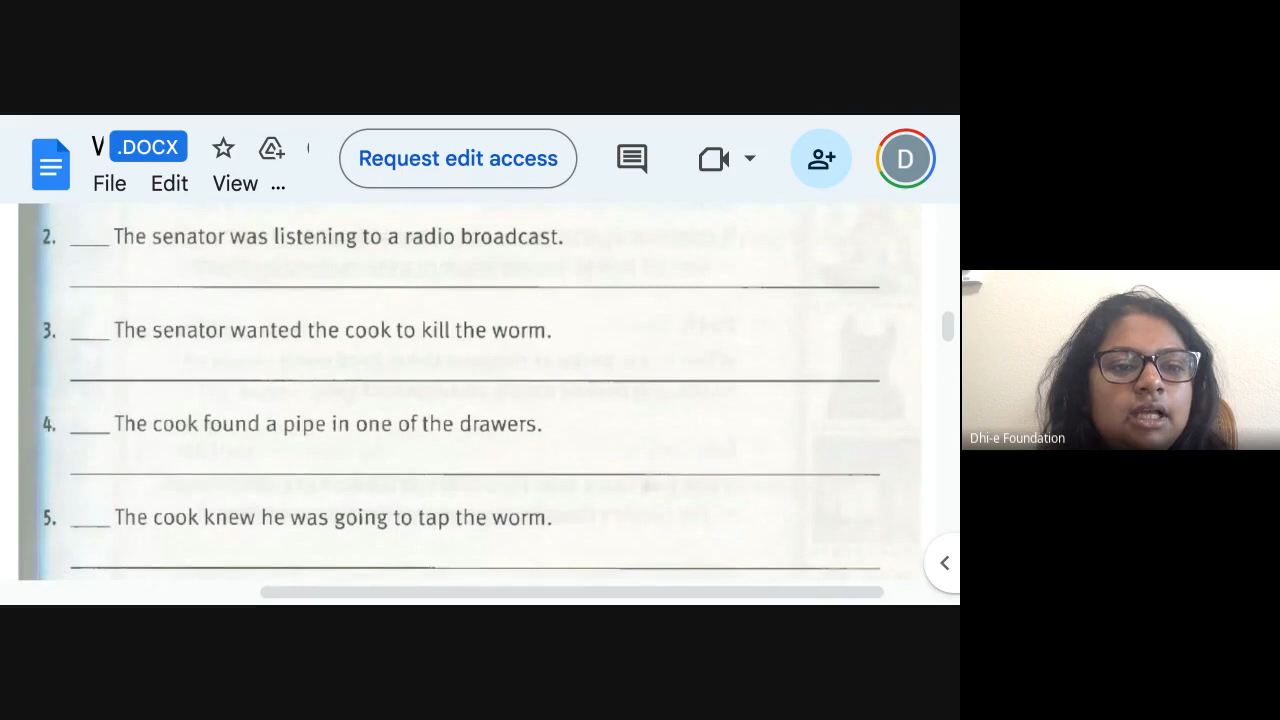 V .DOCX
Request edit access
D
File Edit View ...
2. ____ The senator was listening to a radio broadcast.
3. ____ The senator wanted the cook to kill the worm.
4. ____ The cook found a pipe in one of the drawers.
5. ____ The cook knew he was going to tap the worm.
Dhi-e Foundation